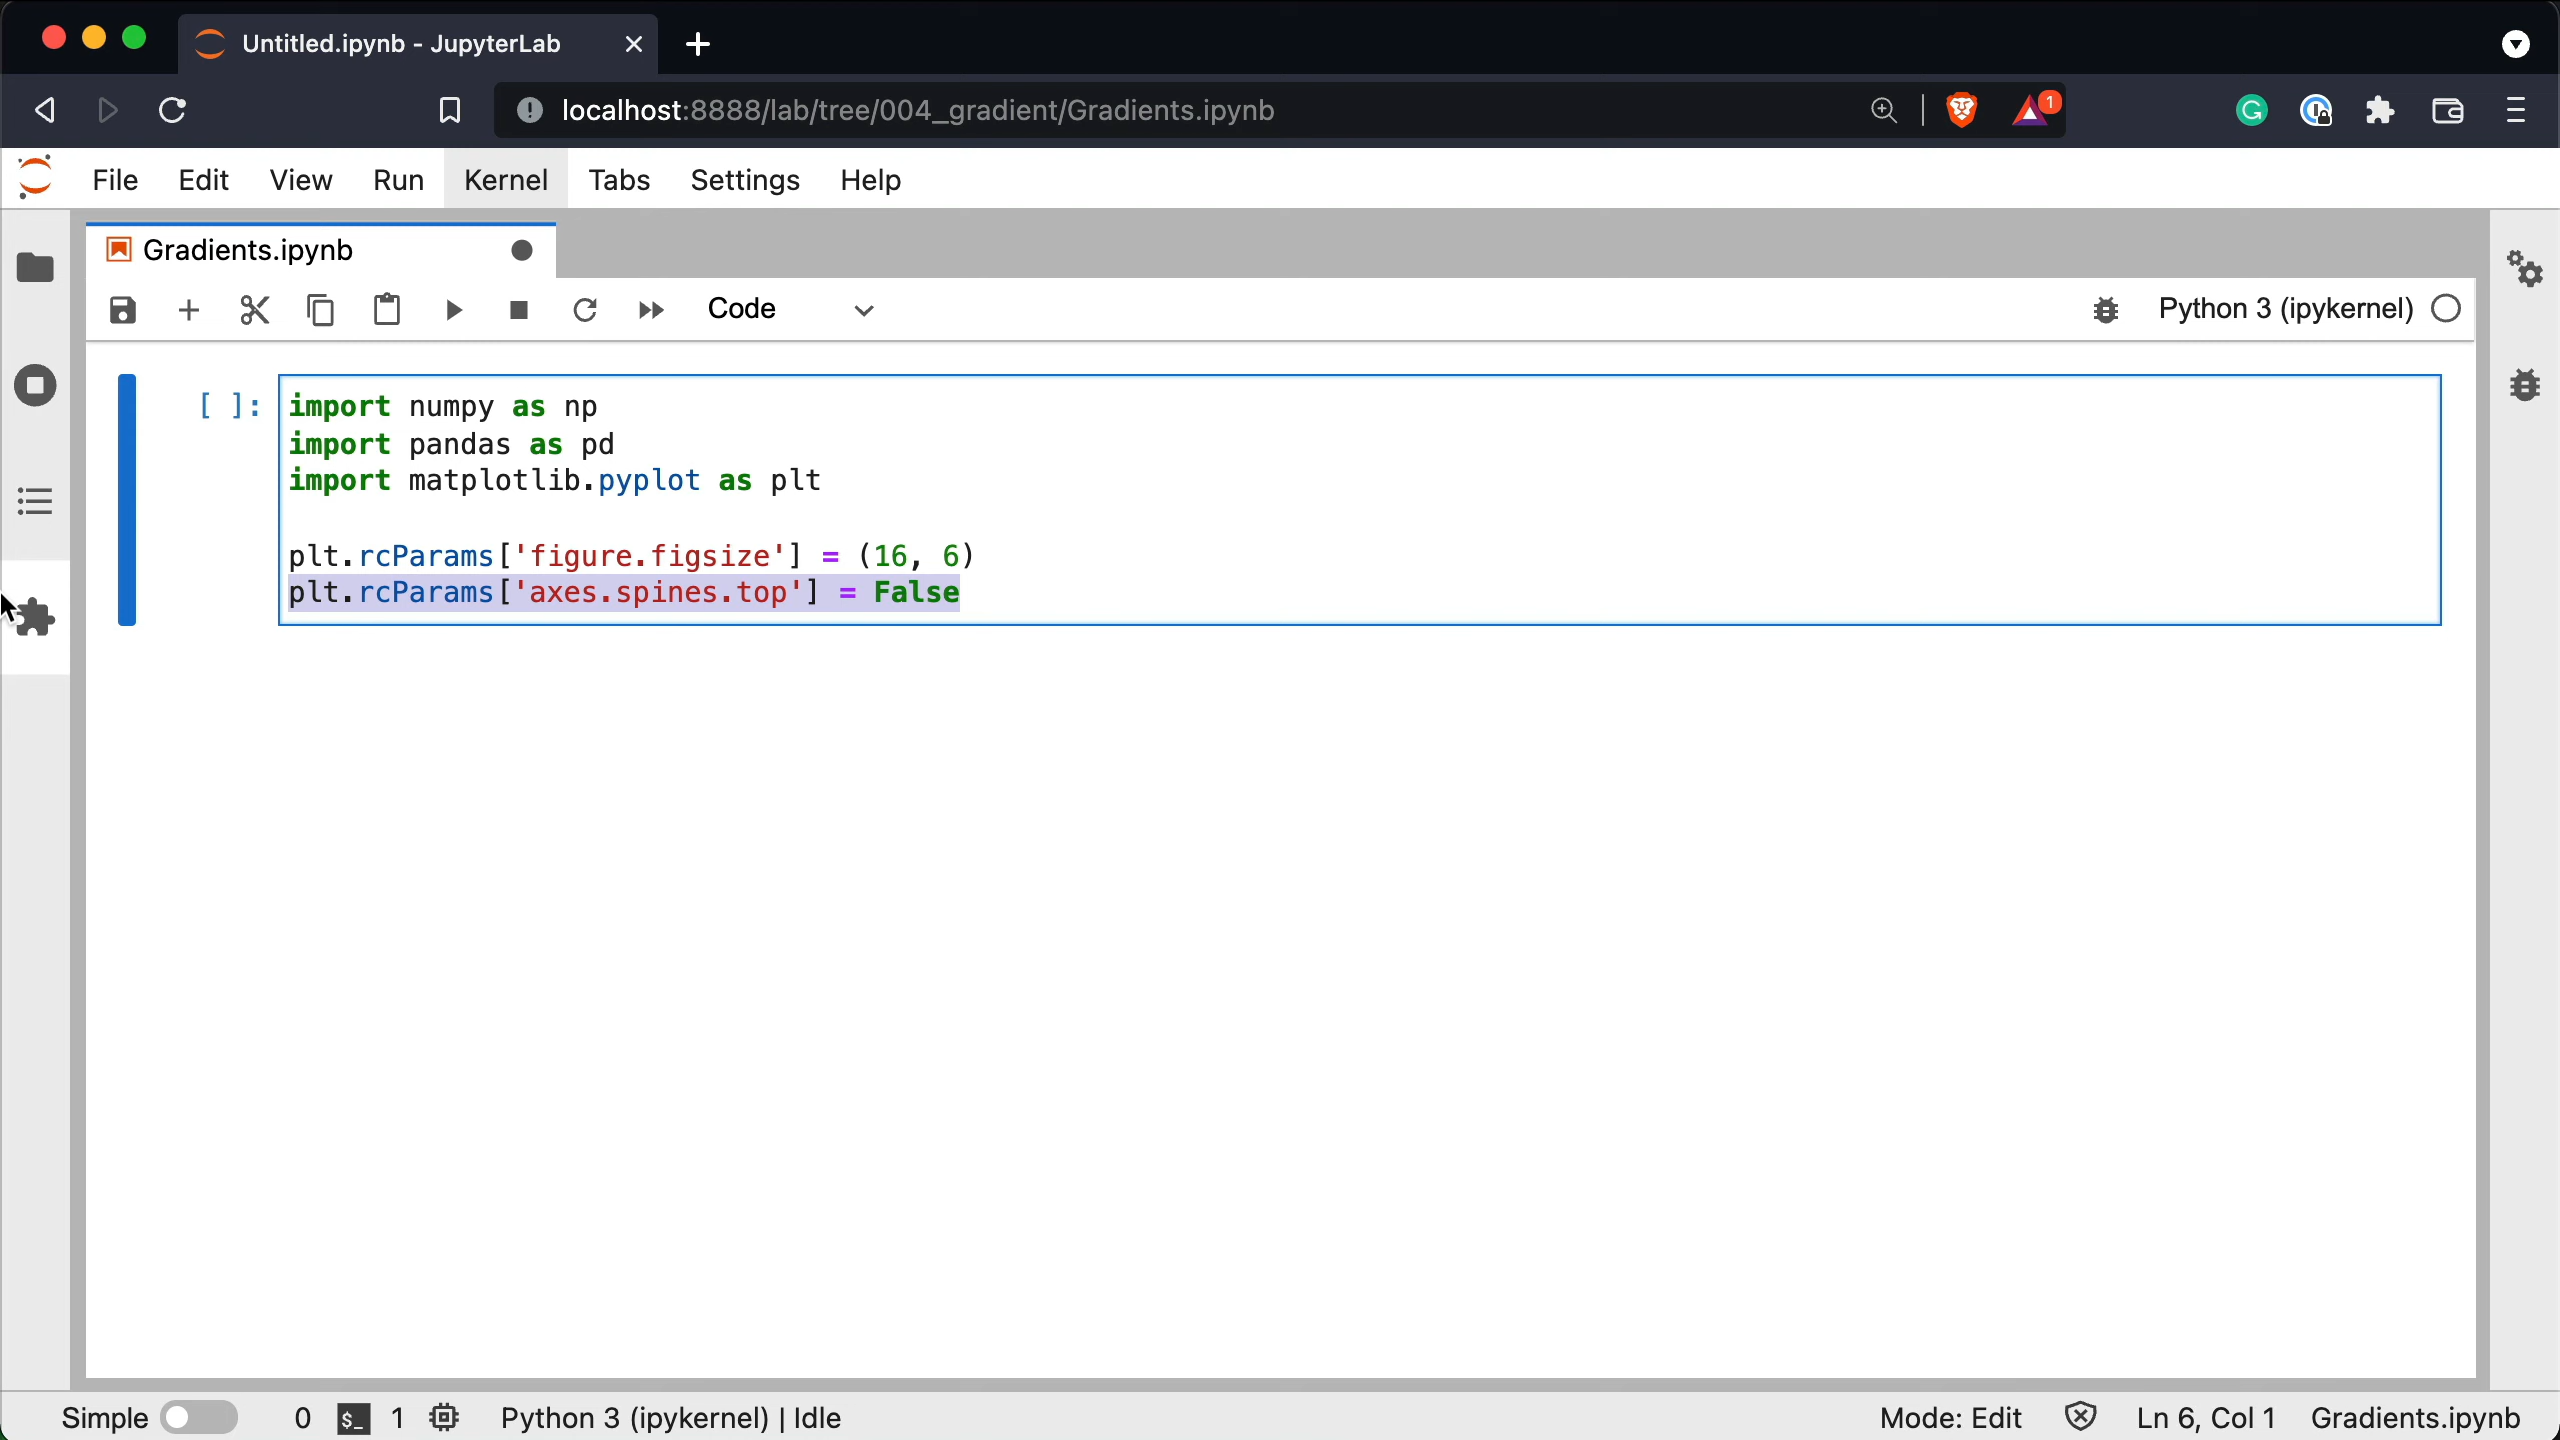 Untitled.ipynb - JupyterLab
localhost:8888/lab/tree/004_gradient/Gradients.ipynb
1
File Edit View Run Kernel Tabs Settings Help
Gradients.ipynb
Code
Python 3 (ipykernel)
[ ]:
import numpy as np
import pandas as pd
import matplotlib.pyplot as plt
plt.rcParams['figure.figsize'] = (16, 6)
plt.rcParams['axes.spines.top'] = False
Simple 0 $_ 1 Python 3 (ipykernel) | Idle Mode: Edit Ln 6, Col 1 Gradients.ipynb